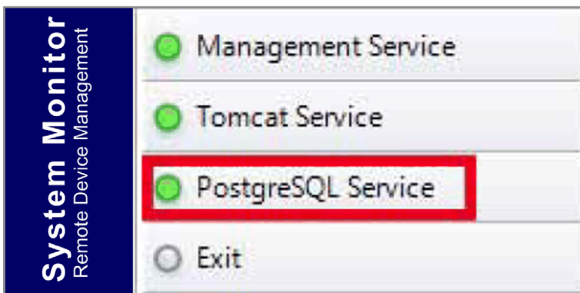 System Monitor
Remote Device Management
Management Service
Tomcat Service
PostgreSQL Service
Exit